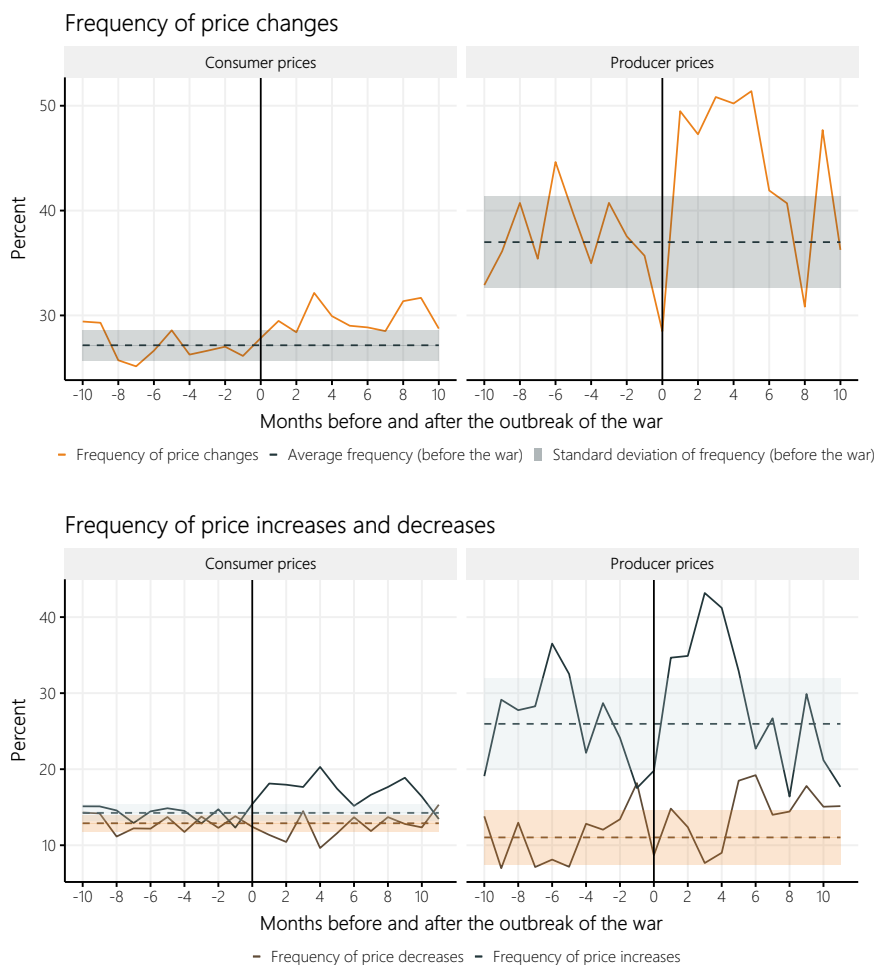 Frequency of price changes
Consumer prices
Producer prices
50
40
30
Percent
-10 -8 -6 -4 -2 0 2 4 6 8 10
-10 -8 -6 -4 -2 0 2 4 6 8 10
Months before and after the outbreak of the war
Frequency of price changes Average frequency (before the war) Standard deviation of frequency (before the war)
Frequency of price increases and decreases
Consumer prices
Producer prices
40
30
20
10
Percent
-10 -8 -6 -4 -2 0 2 4 6 8 10
-10 -8 -6 -4 -2 0 2 4 6 8 10
Months before and after the outbreak of the war
Frequency of price decreases Frequency of price increases